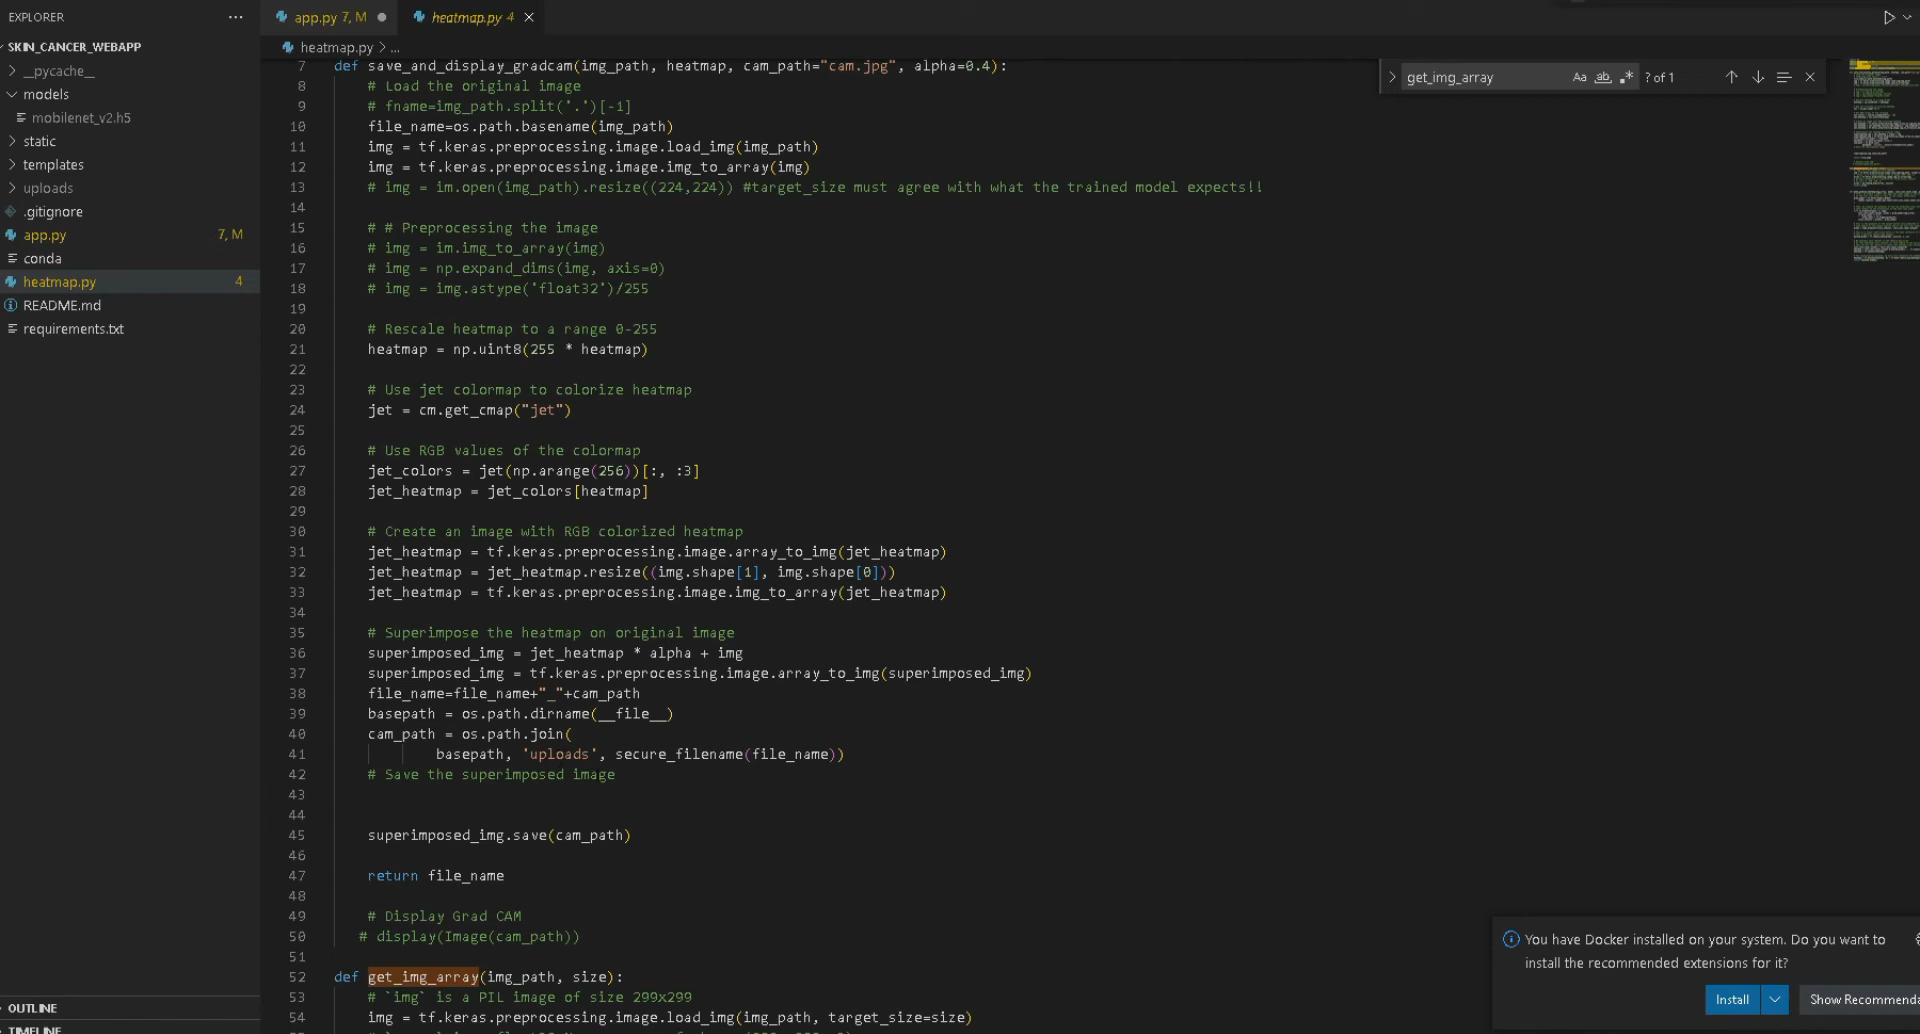 EXPLORER
SKIN_CANCER_WEBAPP
__pycache__
models
mobilenet_v2.h5
static
templates
uploads
.gitignore
app.py 7, M
conda
heatmap.py 4
README.md
requirements.txt
OUTLINE
TIMELINE
app.py 7, M
heatmap.py 4
heatmap.py > ...
get_img_array Aa ab ? of 1
7 def save_and_display_gradcam(img_path, heatmap, cam_path="cam.jpg", alpha=0.4):
8 # Load the original image
9 # fname=img_path.split('.')[-1]
10 file_name=os.path.basename(img_path)
11 img = tf.keras.preprocessing.image.load_img(img_path)
12 img = tf.keras.preprocessing.image.img_to_array(img)
13 # img = im.open(img_path).resize((224,224)) #target_size must agree with what the trained model expects!!
14
15 # # Preprocessing the image
16 # img = im.img_to_array(img)
17 # img = np.expand_dims(img, axis=0)
18 # img = img.astype('float32')/255
19
20 # Rescale heatmap to a range 0-255
21 heatmap = np.uint8(255 * heatmap)
22
23 # Use jet colormap to colorize heatmap
24 jet = cm.get_cmap("jet")
25
26 # Use RGB values of the colormap
27 jet_colors = jet(np.arange(256))[:, :3]
28 jet_heatmap = jet_colors[heatmap]
29
30 # Create an image with RGB colorized heatmap
31 jet_heatmap = tf.keras.preprocessing.image.array_to_img(jet_heatmap)
32 jet_heatmap = jet_heatmap.resize((img.shape[1], img.shape[0]))
33 jet_heatmap = tf.keras.preprocessing.image.img_to_array(jet_heatmap)
34
35 # Superimpose the heatmap on original image
36 superimposed_img = jet_heatmap * alpha + img
37 superimposed_img = tf.keras.preprocessing.image.array_to_img(superimposed_img)
38 file_name=file_name+"_"+cam_path
39 basepath = os.path.dirname(__file__)
40 cam_path = os.path.join(
41 basepath, 'uploads', secure_filename(file_name))
42 # Save the superimposed image
43
44
45 superimposed_img.save(cam_path)
46
47 return file_name
48
49 # Display Grad CAM
50 # display(Image(cam_path))
51
52 def get_img_array(img_path, size):
53 # `img` is a PIL image of size 299x299
54 img = tf.keras.preprocessing.image.load_img(img_path, target_size=size)
You have Docker installed on your system. Do you want to
install the recommended extensions for it?
Install
Show Recommenda